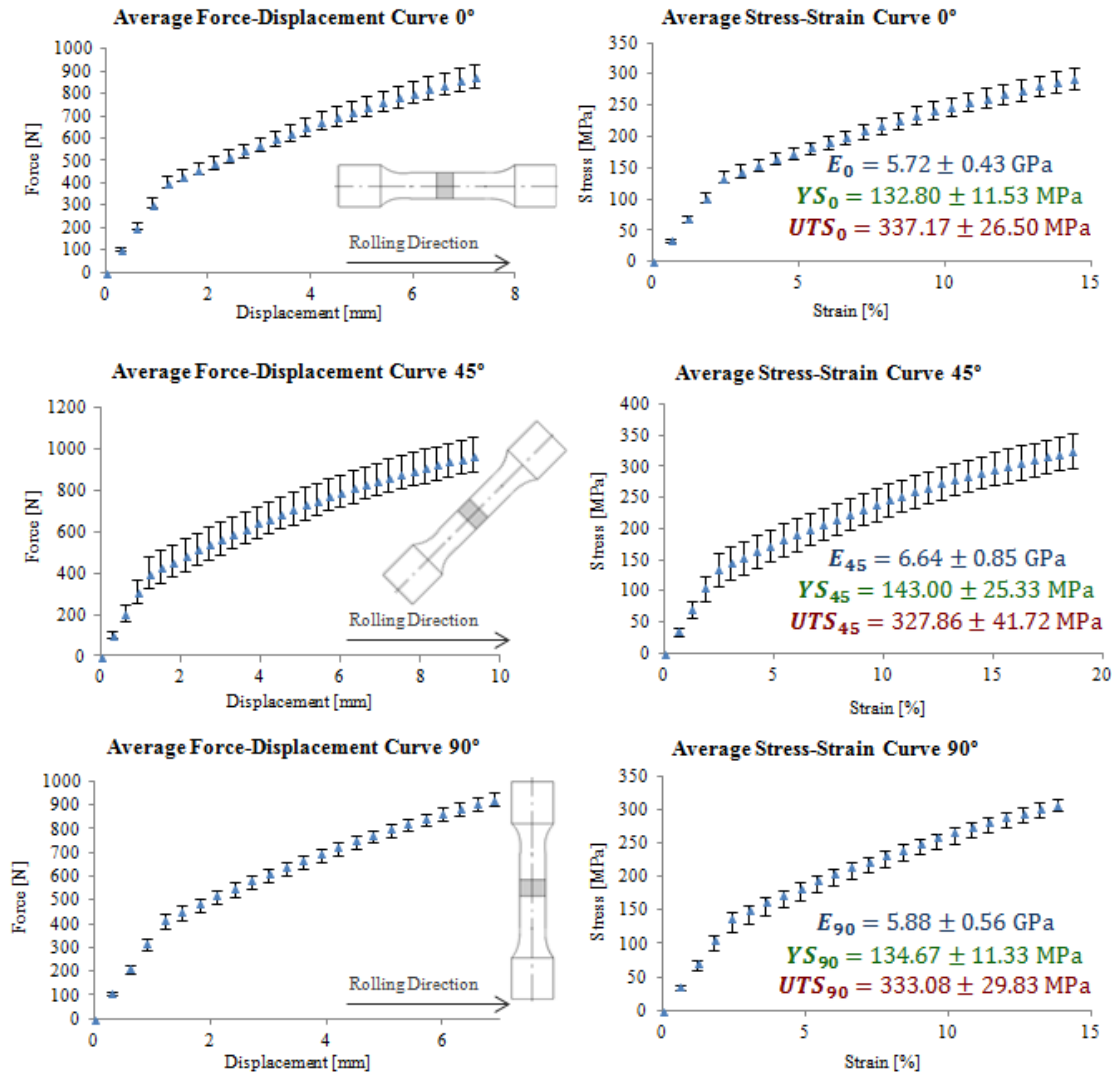 Average Force-Displacement Curve 0°
Force [N]
1000
900
800
700
600
500
400
300
200
100
0
0 2 4 6 8
Displacement [mm]
Rolling Direction
Average Stress-Strain Curve 0°
Stress [MPa]
350
300
250
200
150
100
50
0
0 5 10 15
Strain [%]
E₀ = 5.72 ± 0.43 GPa
YS₀ = 132.80 ± 11.53 MPa
UTS₀ = 337.17 ± 26.50 MPa
Average Force-Displacement Curve 45°
Force [N]
1200
1000
800
600
400
200
0
0 2 4 6 8 10
Displacement [mm]
Rolling Direction
Average Stress-Strain Curve 45°
Stress [MPa]
400
350
300
250
200
150
100
50
0
0 5 10 15 20
Strain [%]
E₄₅ = 6.64 ± 0.85 GPa
YS₄₅ = 143.00 ± 25.33 MPa
UTS₄₅ = 327.86 ± 41.72 MPa
Average Force-Displacement Curve 90°
Force [N]
1000
900
800
700
600
500
400
300
200
100
0
0 2 4 6
Displacement [mm]
Rolling Direction
Average Stress-Strain Curve 90°
Stress [MPa]
350
300
250
200
150
100
50
0
0 5 10 15
Strain [%]
E₉₀ = 5.88 ± 0.56 GPa
YS₉₀ = 134.67 ± 11.33 MPa
UTS₉₀ = 333.08 ± 29.83 MPa